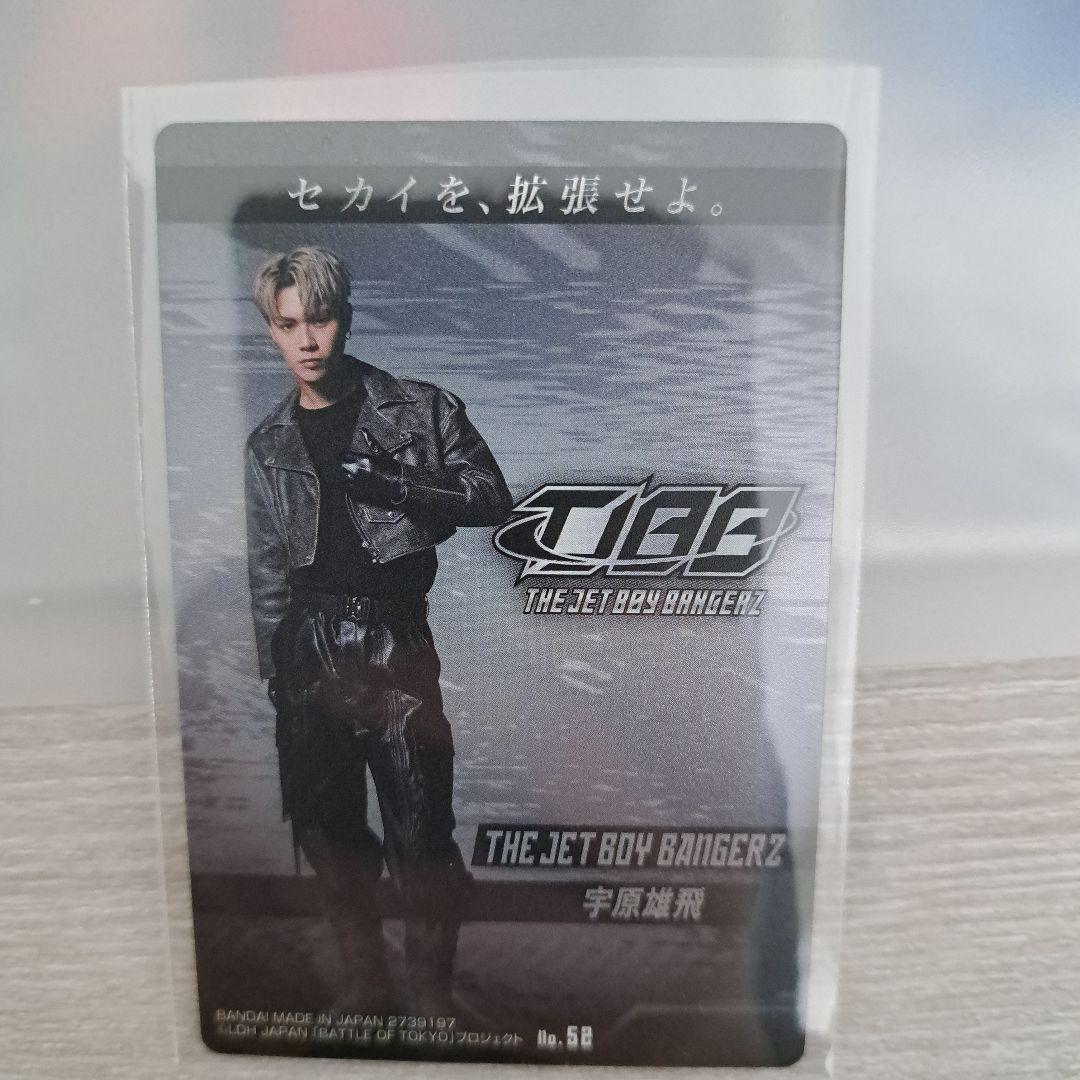 セカイを、拡張せよ。
TJBB
THE JET BOY BANGERZ
THE JET BOY BANGERZ
宇原雄飛
BANDAI MADE IN JAPAN 2739197
©LDH JAPAN「BATTLE OF TOKYO」プロジェクト No.52